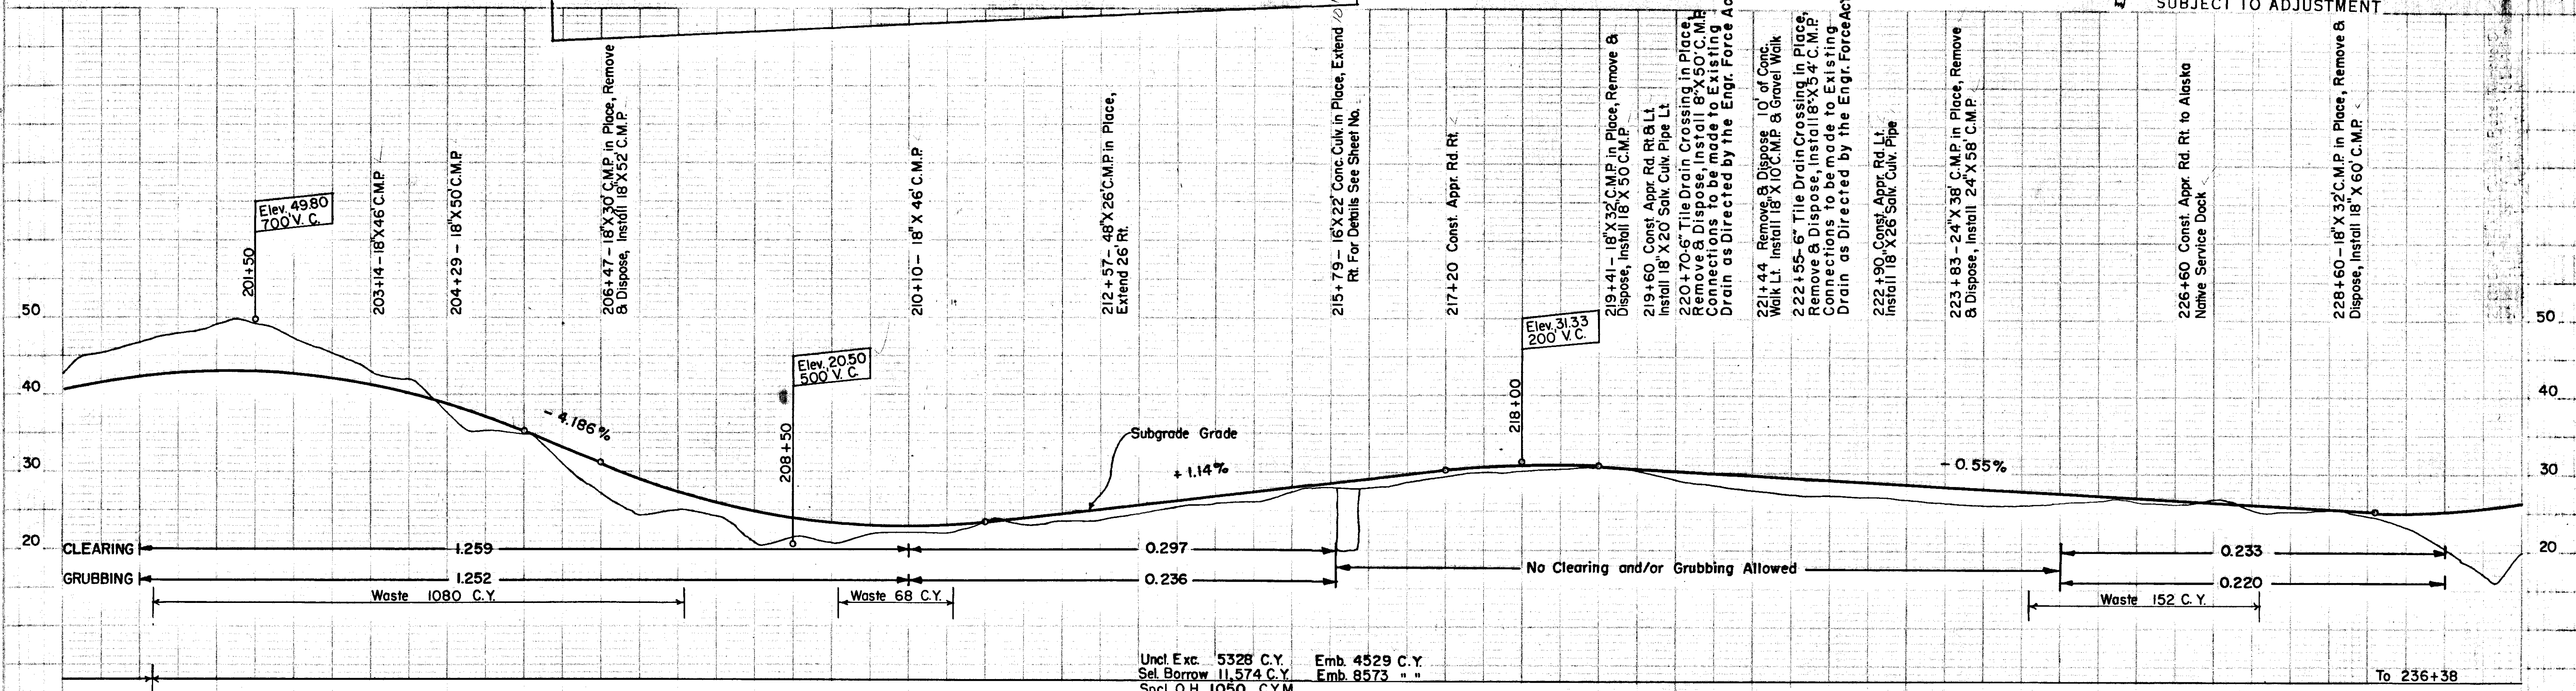 SUBJECT TO ADJUSTMENT
Elev. 49.80
700' V. C.
201+50
203+14-18"X46' C.M.P.
204+29 - 18"X50' C.M.P.
206+47-18"X30' C.M.P. in Place, Remove
& Dispose, Install 18"X52' C.M.P.
Elev. 20.50
500' V. C.
208+50
210+10- 18" X 46' C.M.P.
212+57-48"X26' C.M.P. in Place,
Extend 26' Rt.
215+79-16'X22' Conc. Culv. in Place, Extend 10'
Rt. For Details See Sheet No.
217+20 Const. Appr. Rd. Rt.
Elev. 31.33
200' V. C.
218+00
219+41-18"X32' C.M.P. in Place, Remove &
Dispose, Install 18"X50' C.M.P.
219+60 Const. Appr. Rd. Rt. & Lt.
Install 18"X20' Salv. Culv. Pipe Lt.
220+70-6" Tile Drain Crossing in Place,
Remove & Dispose, Install 8"X50' C.M.P.
Connections to be made to Existing
Drain as Directed by the Engr. Force
221+44 Remove & Dispose 10' of Conc.
Walk Lt. Install 18"X10' C.M.P. & Gravel Walk
222+55-6" Tile Drain Crossing in Place,
Remove & Dispose, Install 8"X54' C.M.P.
Connections to be made to Existing
Drain as Directed by the Engr. Force
222+90 Const. Appr. Rd. Lt.
Install 18"X26' Salv. Culv. Pipe
223+83-24"X38' C.M.P. in Place, Remove
& Dispose, Install 24"X58' C.M.P.
226+60 Const. Appr. Rd. Rt. to Alaska
Native Service Dock
228+60-18"X32' C.M.P. in Place, Remove &
Dispose, Install 18"X60' C.M.P.
50
50
40
40
- 4.186%
Subgrade Grade
30
+ 1.14%
- 0.55%
30
20
20
CLEARING
1.259
0.297
0.233
GRUBBING
1.252
0.236
No Clearing and/or Grubbing Allowed
0.220
Waste 1080 C.Y.
Waste 68 C.Y.
Waste 152 C.Y.
Uncl. Exc. 5328 C.Y. Emb. 4529 C.Y.
Sel. Borrow 11,574 C.Y. Emb. 8573 " "
Spcl. O.H. 1050 C.Y.M.
To 236+38